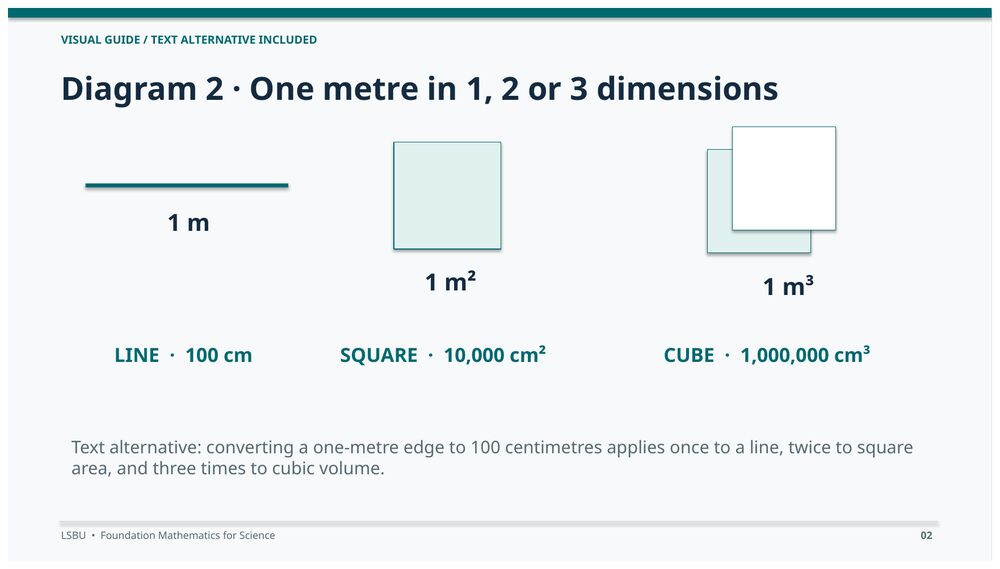 VISUAL GUIDE / TEXT ALTERNATIVE INCLUDED
Diagram 2 · One metre in 1, 2 or 3 dimensions
1 m
1 m²
1 m³
LINE · 100 cm
SQUARE · 10,000 cm²
CUBE · 1,000,000 cm³
Text alternative: converting a one-metre edge to 100 centimetres applies once to a line, twice to square
area, and three times to cubic volume.
LSBU • Foundation Mathematics for Science
02